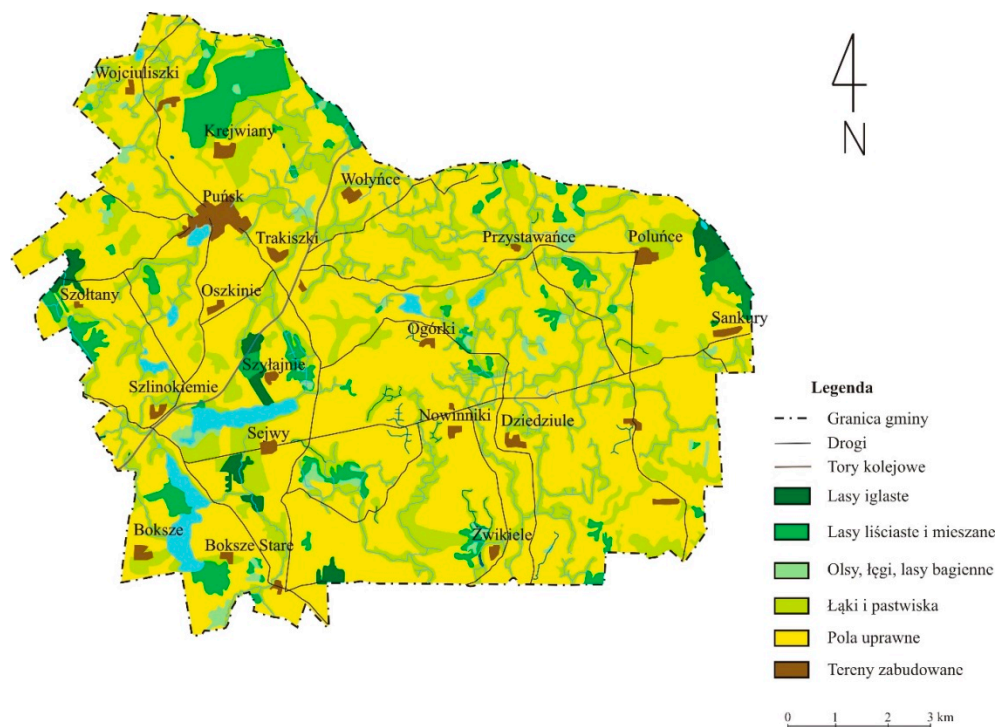 Wojciuliszki
Krejwiany
Puńsk
Wołyńce
Trakiszki
Przystawańce
Poluńce
Szołtany
Oszkinie
Ogórki
Sankury
Szyłajnie
Szlinokiemie
Sejwy
Nowinniki
Dziedziule
Boksze
Boksze Stare
Żwikiele
N
Legenda
Granica gminy
Drogi
Tory kolejowe
Lasy iglaste
Lasy liściaste i mieszane
Olsy, łęgi, lasy bagienne
Łąki i pastwiska
Pola uprawne
Tereny zabudowane
0 1 2 3 km